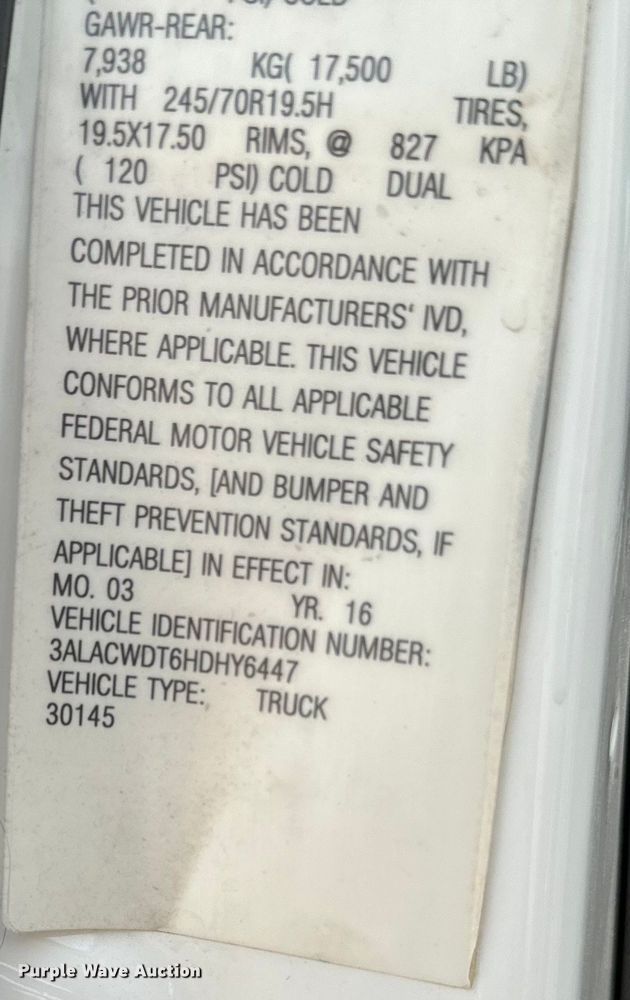 GAWR-REAR:
7,938 KG( 17,500 LB)
WITH 245/70R19.5H TIRES,
19.5X17.50 RIMS, @ 827 KPA
( 120 PSI) COLD DUAL
THIS VEHICLE HAS BEEN
COMPLETED IN ACCORDANCE WITH
THE PRIOR MANUFACTURERS' IVD,
WHERE APPLICABLE. THIS VEHICLE
CONFORMS TO ALL APPLICABLE
FEDERAL MOTOR VEHICLE SAFETY
STANDARDS, [AND BUMPER AND
THEFT PREVENTION STANDARDS, IF
APPLICABLE] IN EFFECT IN:
MO. 03 YR. 16
VEHICLE IDENTIFICATION NUMBER:
3ALACWDT6HDHY6447
VEHICLE TYPE: TRUCK
30145
Purple Wave Auction